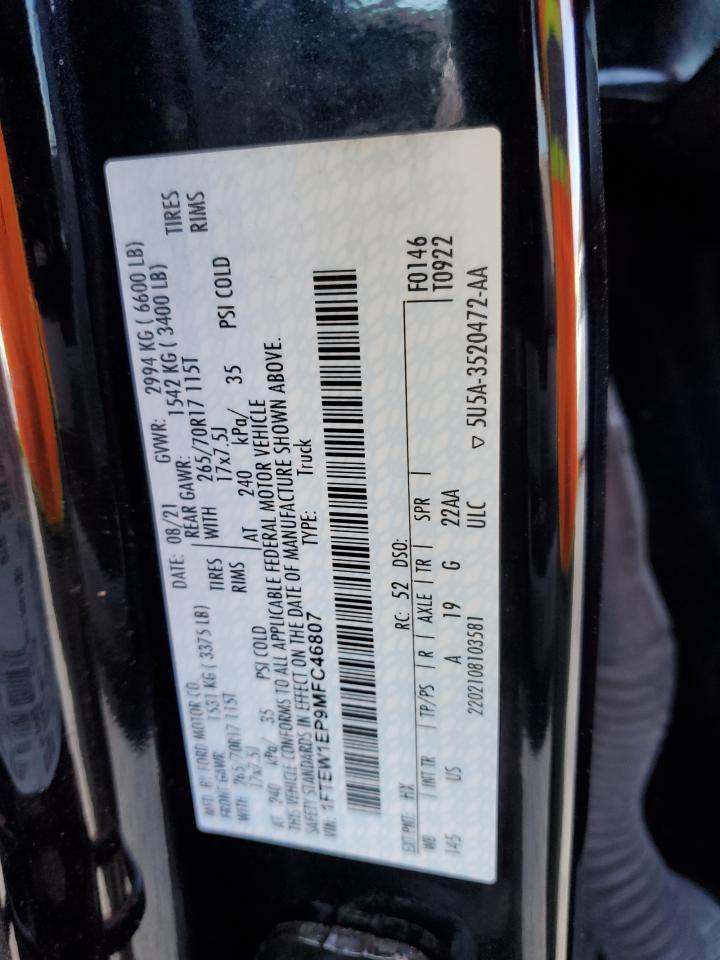 MFD. BY FORD MOTOR CO. DATE: 08/21 GVWR: 2994 KG ( 6600 LB)
FRONT GAWR: 1531 KG ( 3375 LB) REAR GAWR: 1542 KG ( 3400 LB)
WITH 265/70R17 115T TIRES WITH 265/70R17 115T TIRES
17x7.5J RIMS 17x7.5J RIMS
AT 240 kPa/ 35 PSI COLD AT 240 kPa/ 35 PSI COLD
THIS VEHICLE CONFORMS TO ALL APPLICABLE FEDERAL MOTOR VEHICLE
SAFETY STANDARDS IN EFFECT ON THE DATE OF MANUFACTURE SHOWN ABOVE.
VIN: 1FTEW1EP9MFC46807 TYPE: Truck
EXT PNT: HX RC: 52 DSO: F0146
WB INT TR TP/PS R AXLE TR SPR T0922
145 US A 19 G 22AA
2202108103581 ULC ▽ 5U5A-3520472-AA